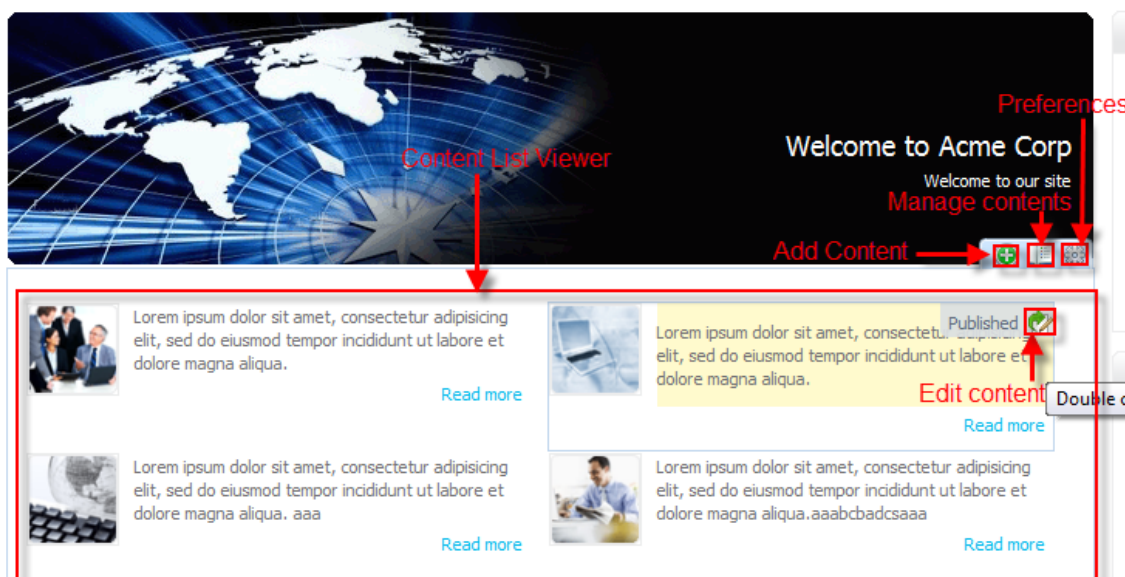 Preferences
Welcome to Acme Corp
Content List Viewer
Welcome to our site
Manage contents
Add Content
Lorem ipsum dolor sit amet, consectetur adipisicing
elit, sed do eiusmod tempor incididunt ut labore et
dolore magna aliqua.
Read more
Published
Lorem ipsum dolor sit amet, consectetu
elit, sed do eiusmod tempor incididunt ut labore et
dolore magna aliqua.
Edit content
Double c
Read more
Lorem ipsum dolor sit amet, consectetur adipisicing
elit, sed do eiusmod tempor incididunt ut labore et
dolore magna aliqua. aaa
Read more
Lorem ipsum dolor sit amet, consectetur adipisicing
elit, sed do eiusmod tempor incididunt ut labore et
dolore magna aliqua.aaabcbadcsaaa
Read more